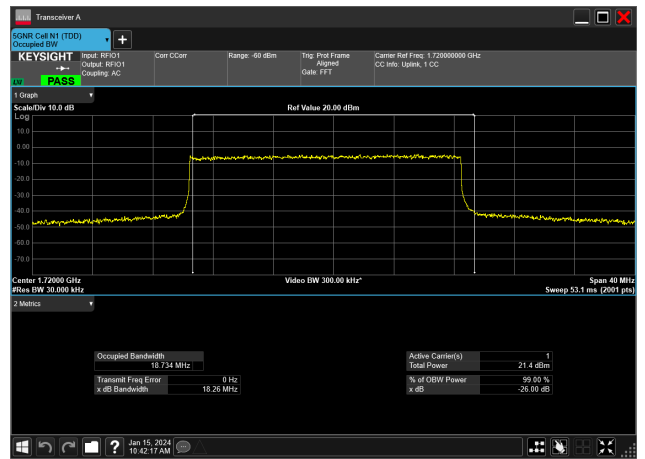 Transceiver A
5GNR Cell N1 (TDD)
Occupied BW
KEYSIGHT Input: RFIO1 Corr CCorr Range: -60 dBm Trig: Prot Frame Carrier Ref Freq: 1.720000000 GHz
Output: RFIO1 Aligned CC Info: Uplink, 1 CC
Coupling: AC Gate: FFT
PASS
1 Graph
Scale/Div 10.0 dB Ref Value 20.00 dBm
Log
10.0
0.00
-10.0
-20.0
-30.0
-40.0
-50.0
-60.0
-70.0
Center 1.72000 GHz Video BW 300.00 kHz* Span 40 MHz
#Res BW 30.000 kHz Sweep 53.1 ms (2001 pts)
2 Metrics
Occupied Bandwidth Active Carrier(s) 1
18.734 MHz Total Power 21.4 dBm
Transmit Freq Error 0 Hz % of OBW Power 99.00 %
x dB Bandwidth 18.26 MHz x dB -26.00 dB
? Jan 15, 2024
10:42:17 AM